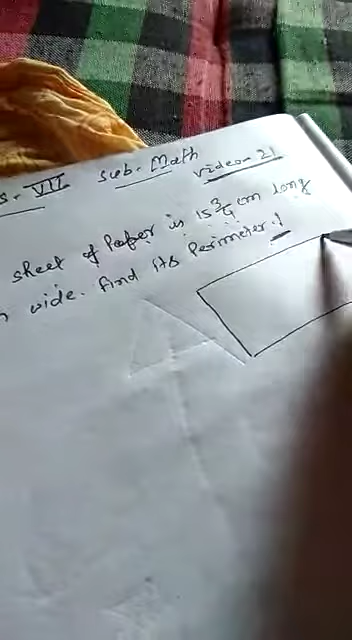 s. VII Sub. Math
video-21
sheet of Paper is 15 3/4 cm long
wide. find its Perimeter.